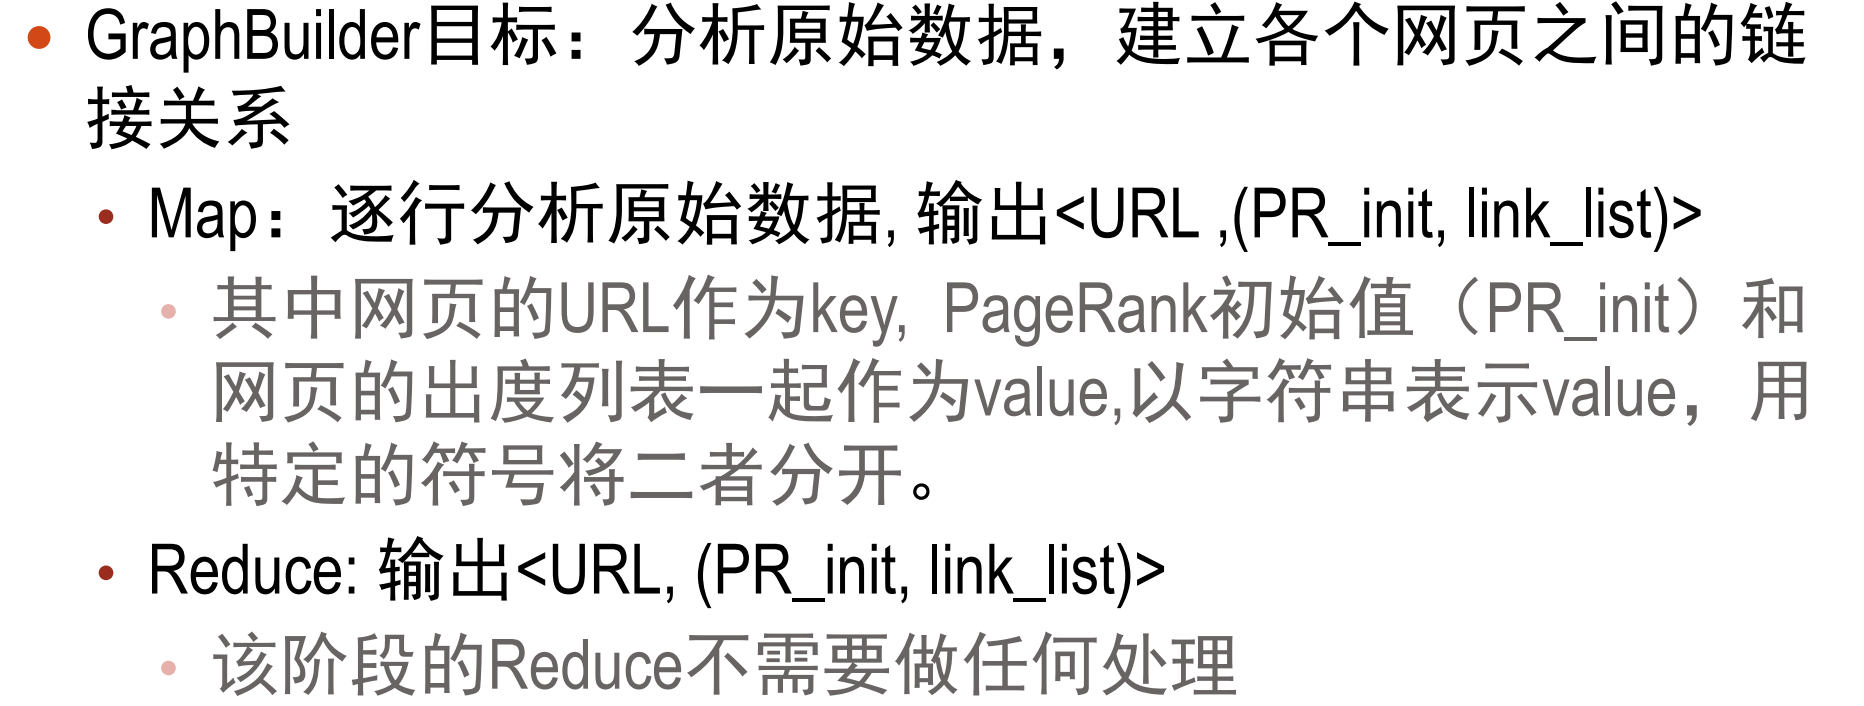 • GraphBuilder目标：分析原始数据，建立各个网页之间的链
接关系
• Map：逐行分析原始数据, 输出<URL ,(PR_init, link_list)>
• 其中网页的URL作为key, PageRank初始值（PR_init）和
网页的出度列表一起作为value,以字符串表示value，用
特定的符号将二者分开。
• Reduce: 输出<URL, (PR_init, link_list)>
• 该阶段的Reduce不需要做任何处理